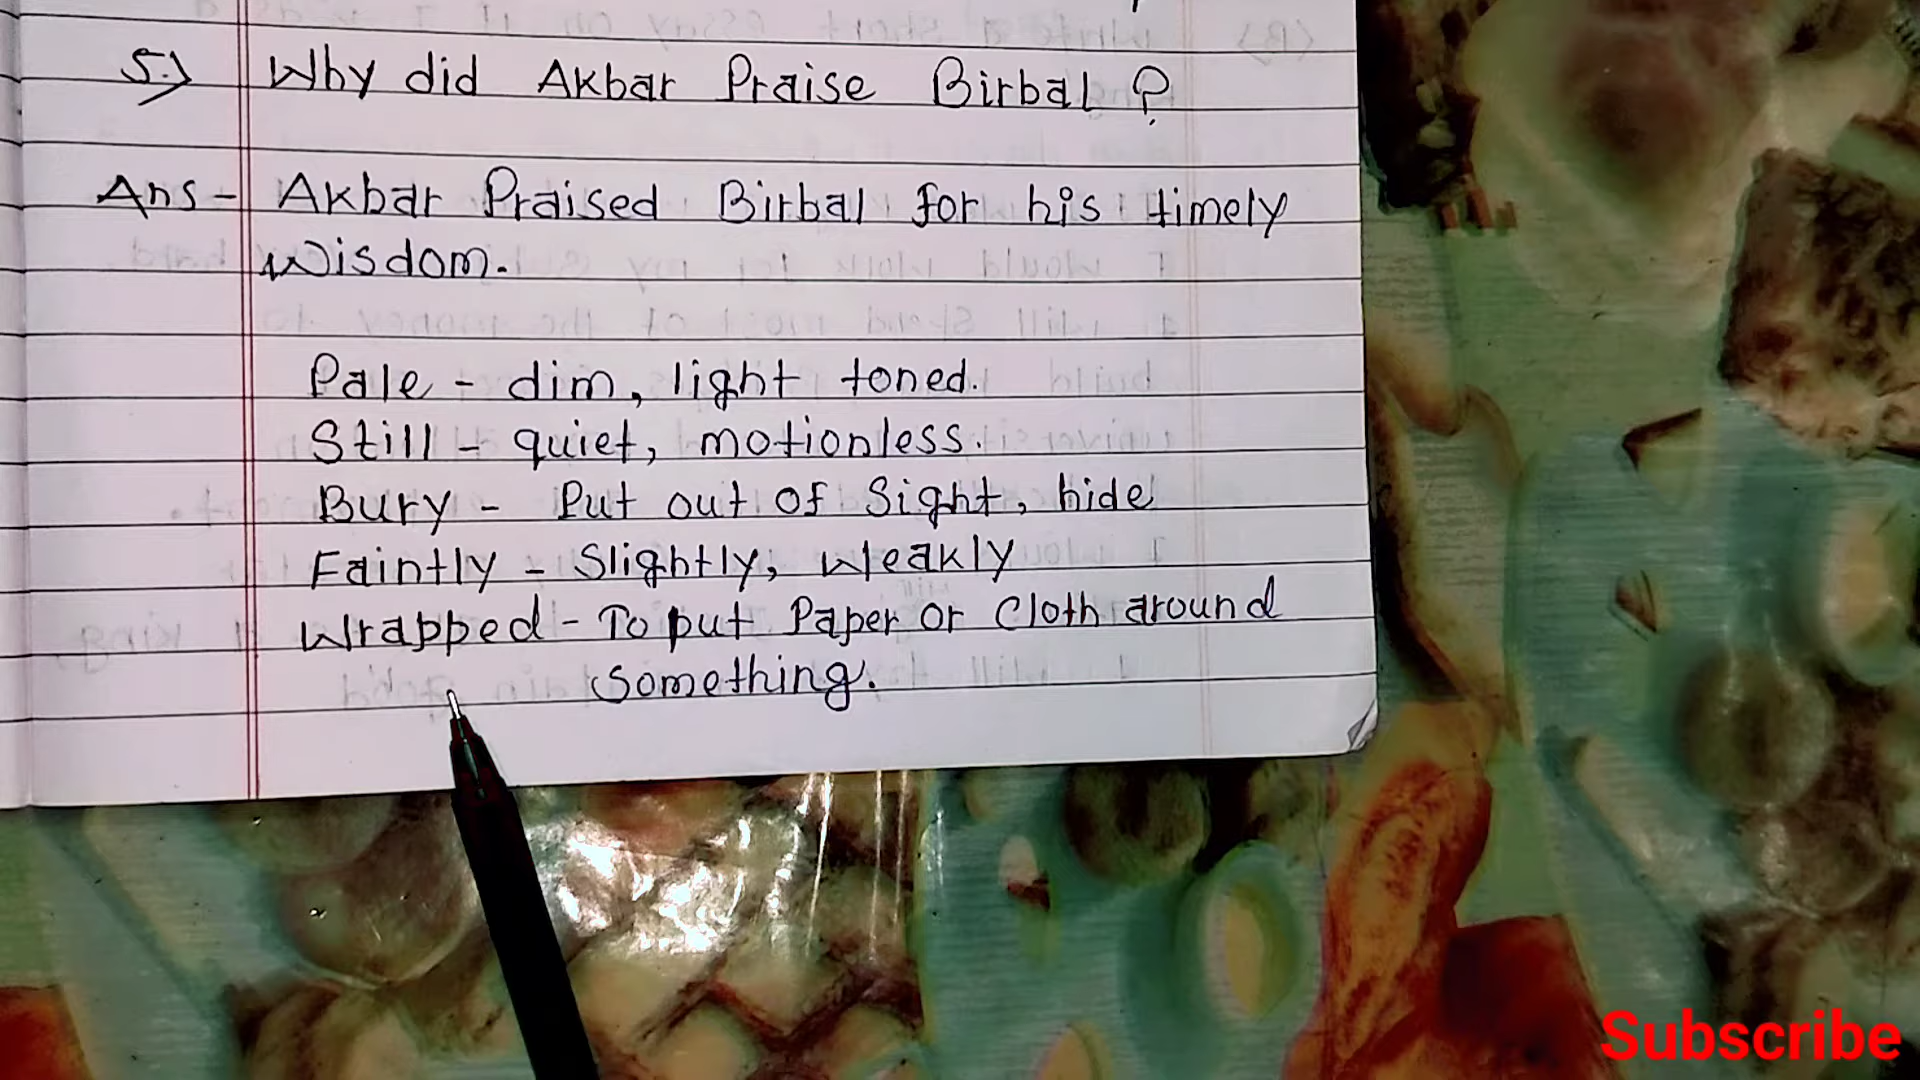 5.) Why did Akbar Praise Birbal ?
Ans - Akbar Praised Birbal for his timely
Wisdom.
Pale - dim, light toned.
Still - quiet, motionless.
Bury - Put out of Sight, hide
Faintly - Slightly, weakly
Wrapped - To put Paper or Cloth around
something.
Subscribe